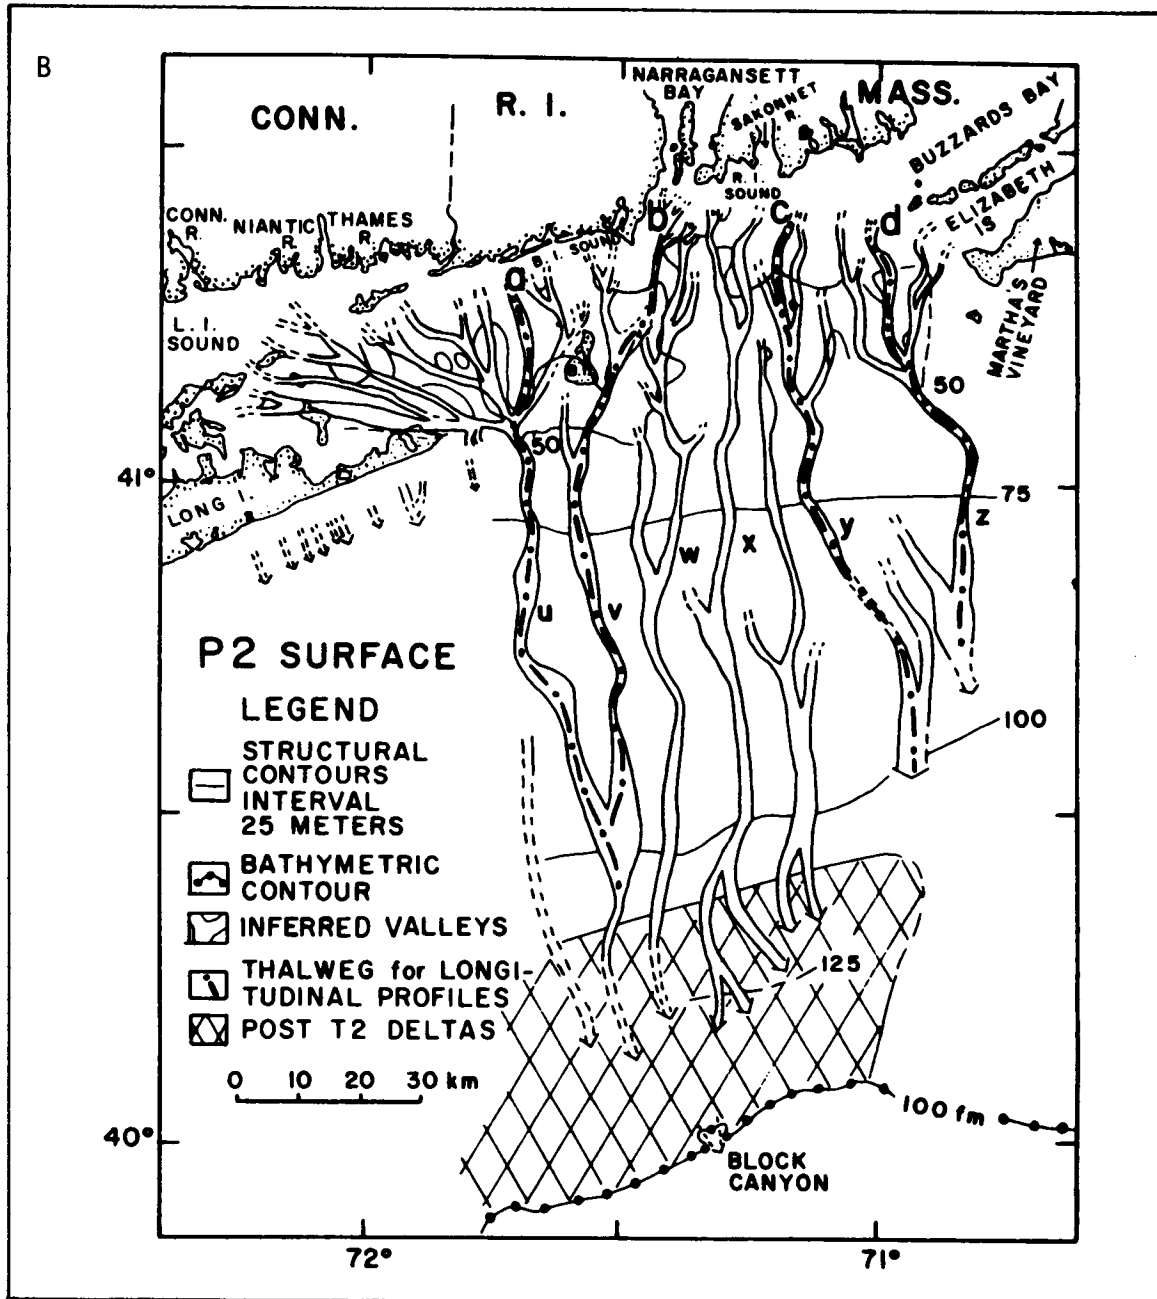 B
NARRAGANSETT
BAY
SAKONNET
R.
MASS.
BUZZARDS BAY
CONN.
R. I.
R. I.
SOUND
ELIZABETH
IS
CONN.
R.
NIANTIC
R.
THAMES
R.
B. I. SOUND
a
b
c
d
MARTHA'S
VINEYARD
L. I.
SOUND
B. I.
50
50
41°
LONG I.
75
u
v
w
x
y
z
P2 SURFACE
LEGEND
STRUCTURAL
CONTOURS
INTERVAL
25 METERS
100
BATHYMETRIC
CONTOUR
INFERRED VALLEYS
THALWEG for LONGI-
TUDINAL PROFILES
125
POST T2 DELTAS
0 10 20 30 km
100 fm
40°
BLOCK
CANYON
72°
71°